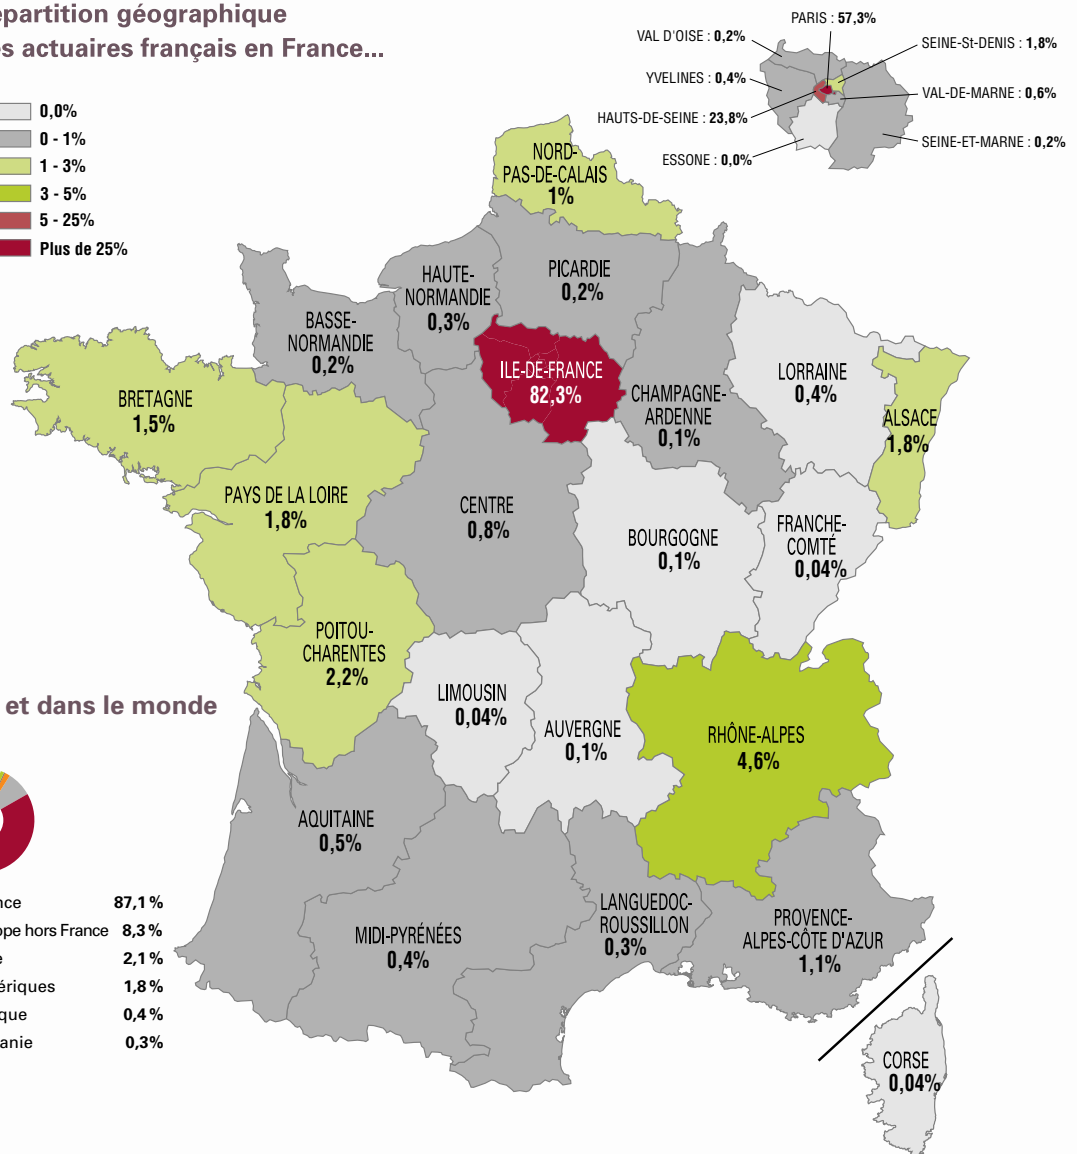 épartition géographique
es actuaires français en France...
0,0%
0 - 1%
1 - 3%
3 - 5%
5 - 25%
Plus de 25%
PARIS : 57,3%
VAL D'OISE : 0,2%
SEINE-St-DENIS : 1,8%
YVELINES : 0,4%
VAL-DE-MARNE : 0,6%
HAUTS-DE-SEINE : 23,8%
SEINE-ET-MARNE : 0,2%
ESSONE : 0,0%
NORD-
PAS-DE-CALAIS
1%
PICARDIE
0,2%
HAUTE-
NORMANDIE
0,3%
BASSE-
NORMANDIE
0,2%
ILE-DE-FRANCE
82,3%
CHAMPAGNE-
ARDENNE
0,1%
LORRAINE
0,4%
ALSACE
1,8%
BRETAGNE
1,5%
PAYS DE LA LOIRE
1,8%
CENTRE
0,8%
BOURGOGNE
0,1%
FRANCHE-
COMTÉ
0,04%
POITOU-
CHARENTES
2,2%
LIMOUSIN
0,04%
AUVERGNE
0,1%
RHÔNE-ALPES
4,6%
AQUITAINE
0,5%
MIDI-PYRÉNÉES
0,4%
LANGUEDOC-
ROUSSILLON
0,3%
PROVENCE-
ALPES-CÔTE D'AZUR
1,1%
CORSE
0,04%
et dans le monde
nce 87,1%
ope hors France 8,3%
e 2,1%
ériques 1,8%
que 0,4%
anie 0,3%